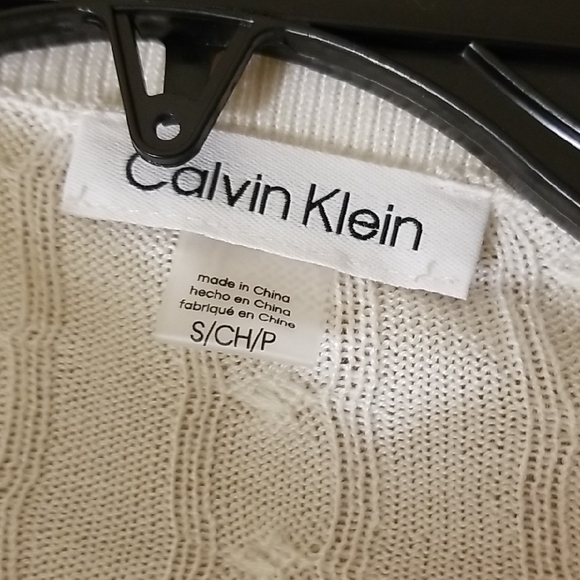 Calvin Klein
made in China
hecho en China
fabriqué en Chine
S/CH/P